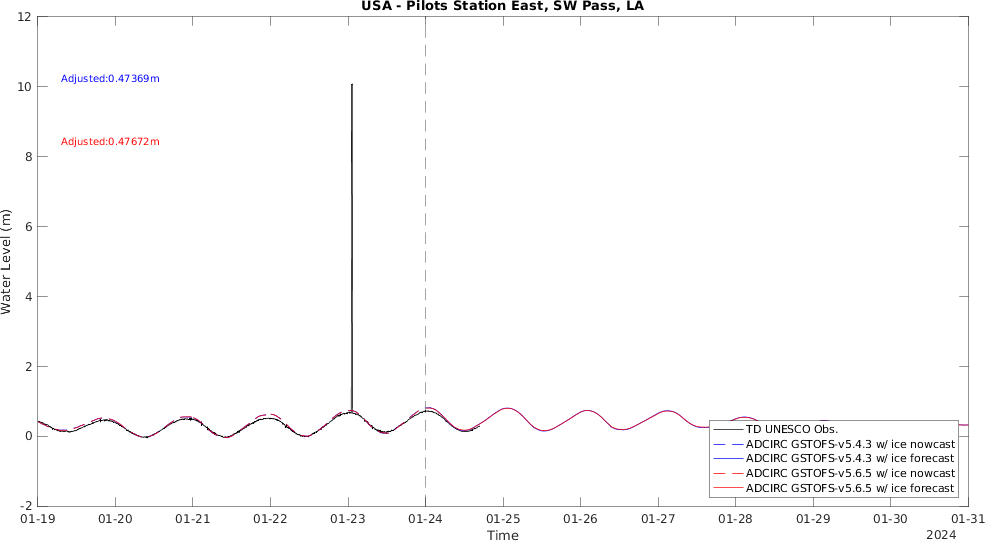 USA - Pilots Station East, SW Pass, LA
12
10
8
6
4
2
0
-2
Water Level (m)
Adjusted:0.47369m
Adjusted:0.47672m
TD UNESCO Obs.
ADCIRC GSTOFS-v5.4.3 w/ ice nowcast
ADCIRC GSTOFS-v5.4.3 w/ ice forecast
ADCIRC GSTOFS-v5.6.5 w/ ice nowcast
ADCIRC GSTOFS-v5.6.5 w/ ice forecast
01-19 01-20 01-21 01-22 01-23 01-24 01-25 01-26 01-27 01-28 01-29 01-30 01-31
Time
2024